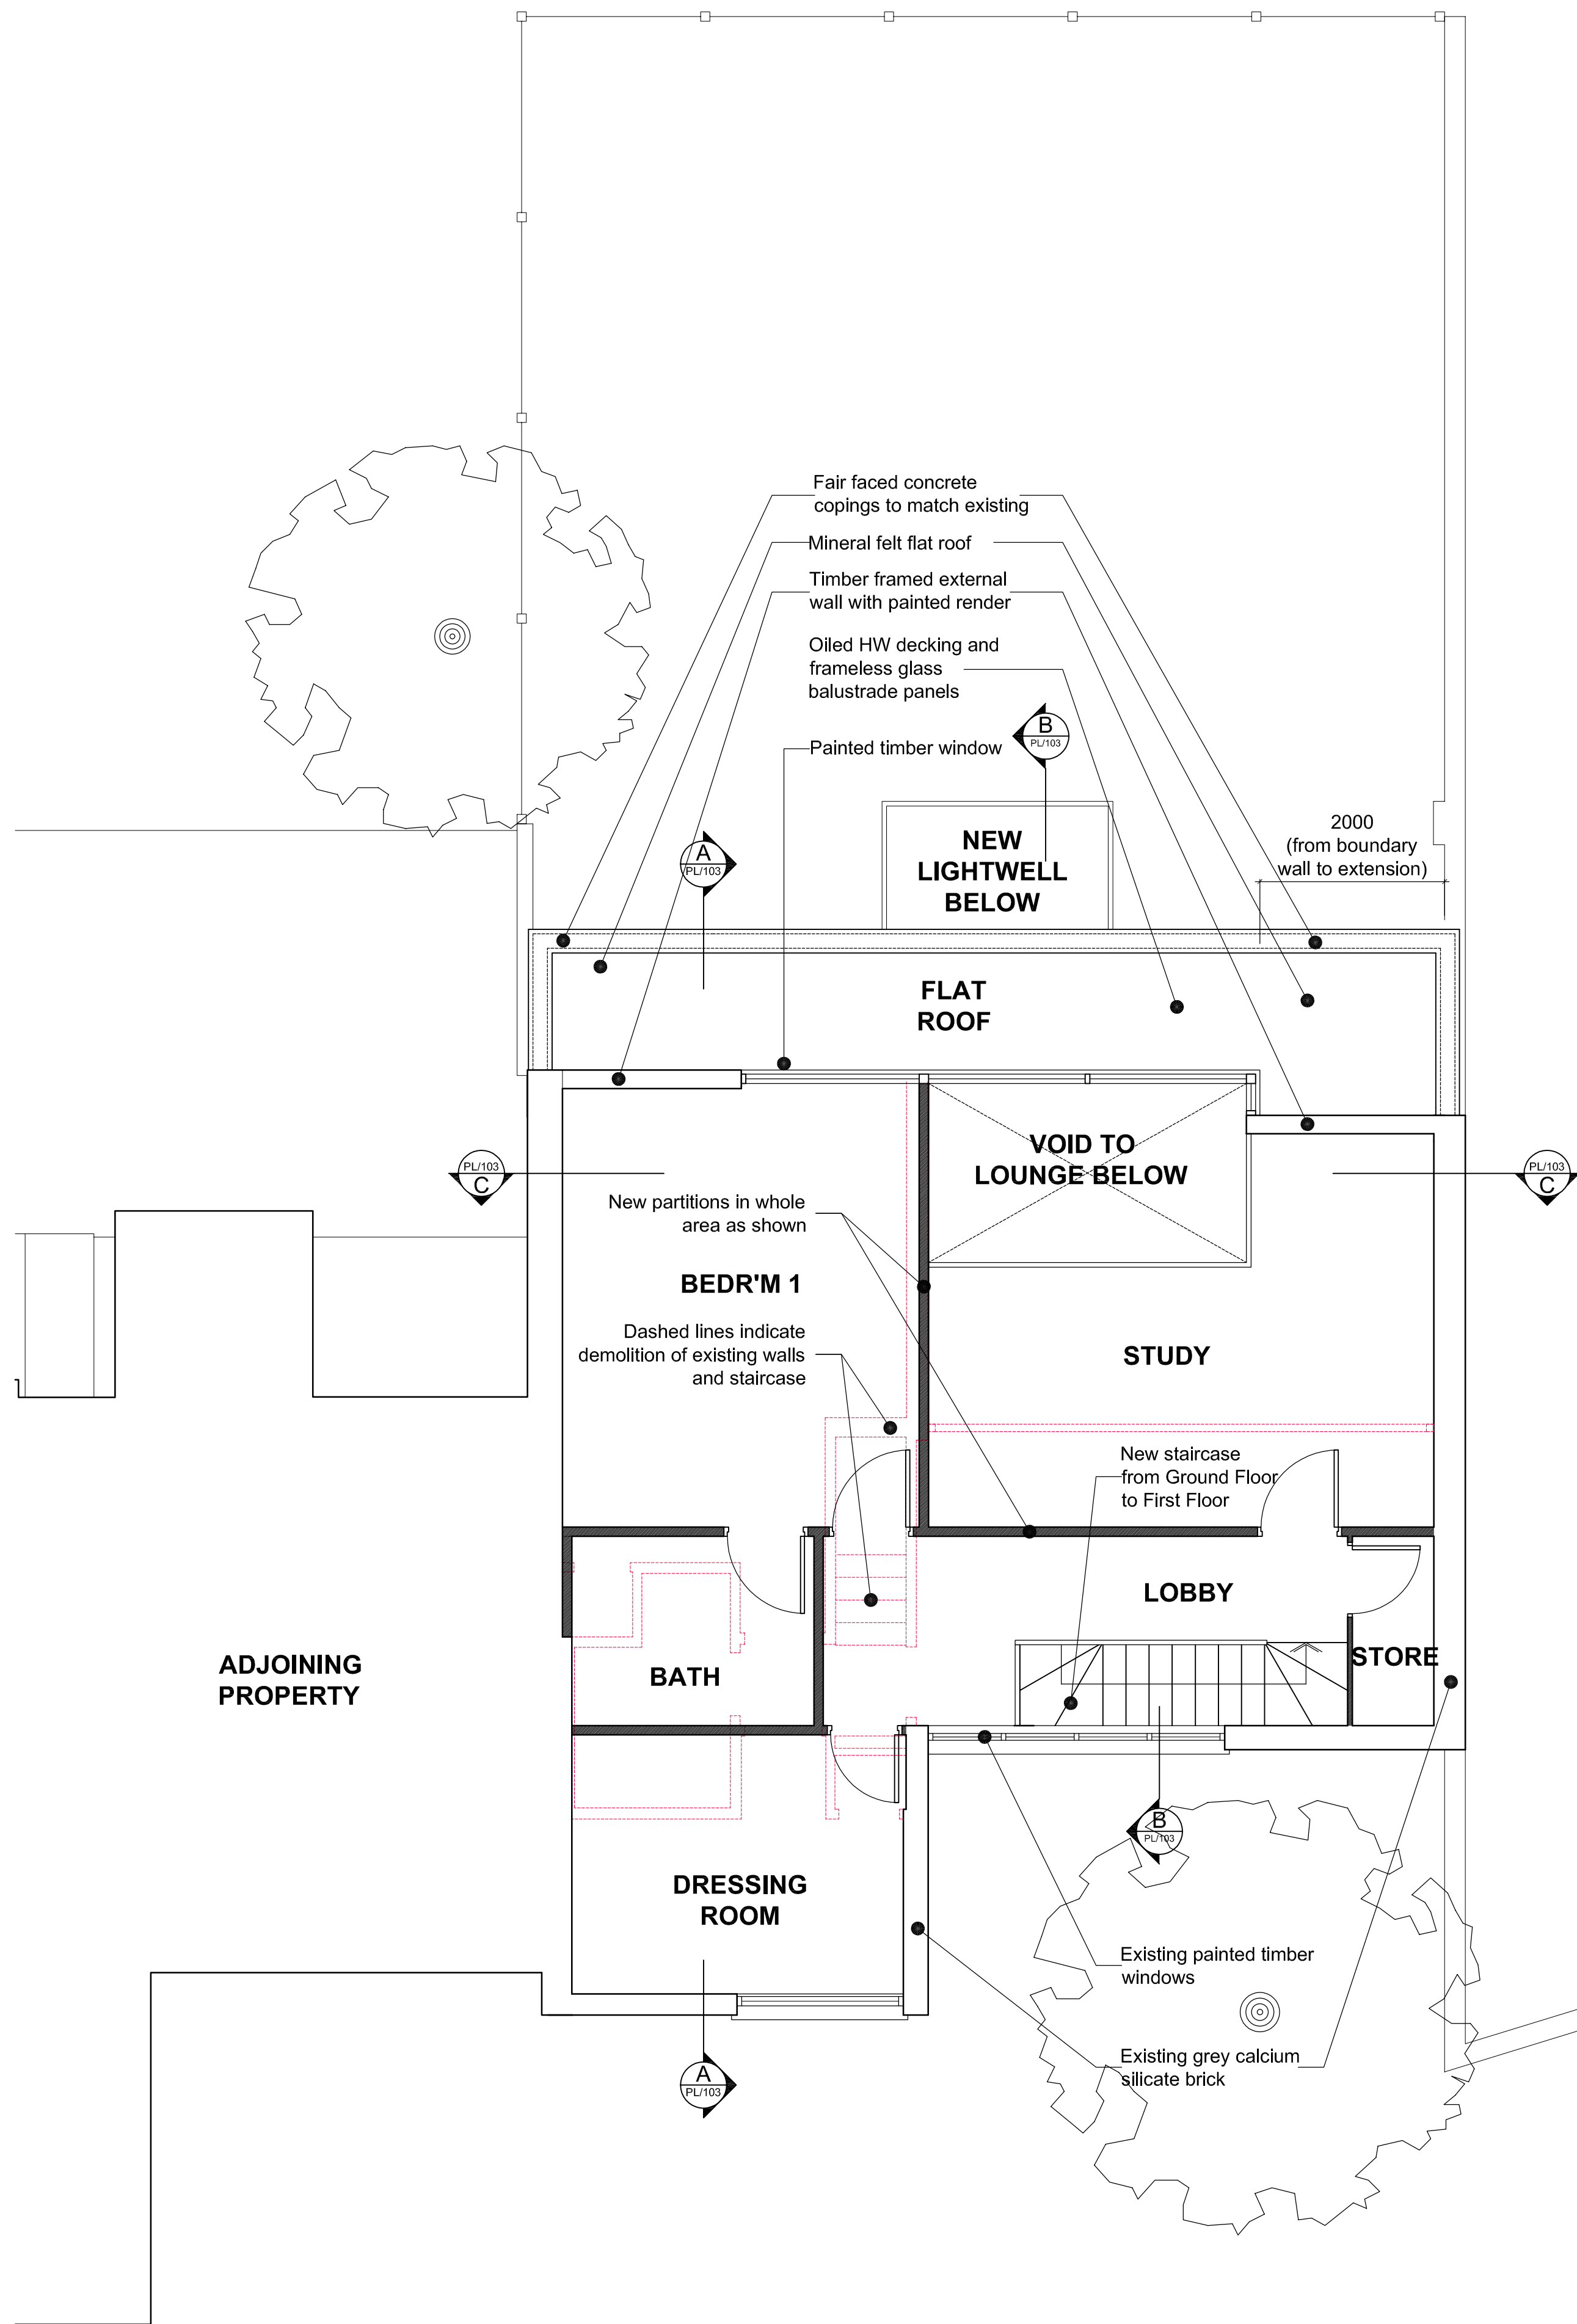 Fair faced concrete
copings to match existing
Mineral felt flat roof
Timber framed external
wall with painted render
Oiled HW decking and
frameless glass
balustrade panels
Painted timber window
B
PL/103
2000
(from boundary
wall to extension)
NEW
LIGHTWELL
BELOW
A
PL/103
FLAT
ROOF
VOID TO
LOUNGE BELOW
PL/103
C
PL/103
C
New partitions in whole
area as shown
BEDR'M 1
Dashed lines indicate
demolition of existing walls
and staircase
STUDY
New staircase
from Ground Floor
to First Floor
LOBBY
STORE
ADJOINING
PROPERTY
BATH
B
PL/103
DRESSING
ROOM
Existing painted timber
windows
Existing grey calcium
silicate brick
A
PL/103